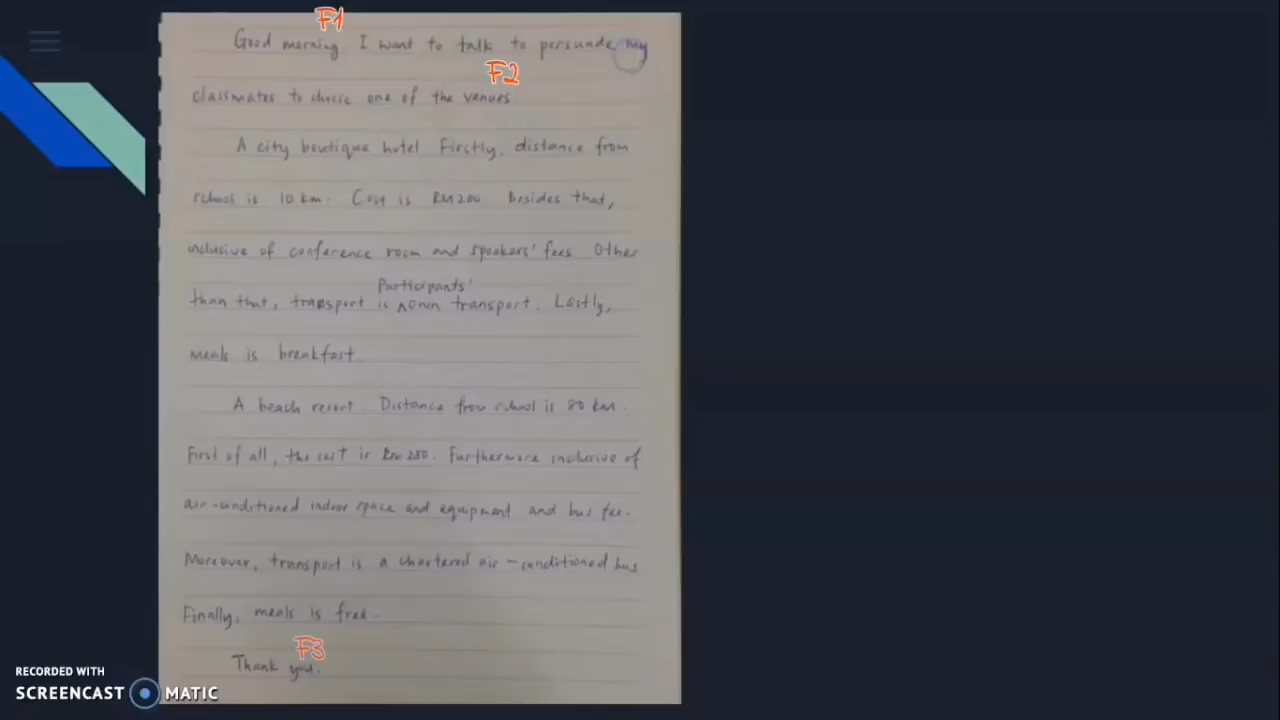 F1
Good morning, I want to talk to persuade my
F2
classmates to choose one of the venues
A city boutique hotel. Firstly, distance from
school is 10 km. Cost is RM 200. Besides that,
inclusive of conference room and speakers' fees. Other
Participants'
than that, transport is ^ own transport. Lastly,
meals is breakfast.
A beach resort. Distance from school is 80 km.
First of all, the cost is RM 250. Furthermore inclusive of
air-conditioned indoor space and equipment and bus fee.
Moreover, transport is a chartered air-conditioned bus
Finally, meals is free.
F3
Thank you.
RECORDED WITH
SCREENCAST MATIC